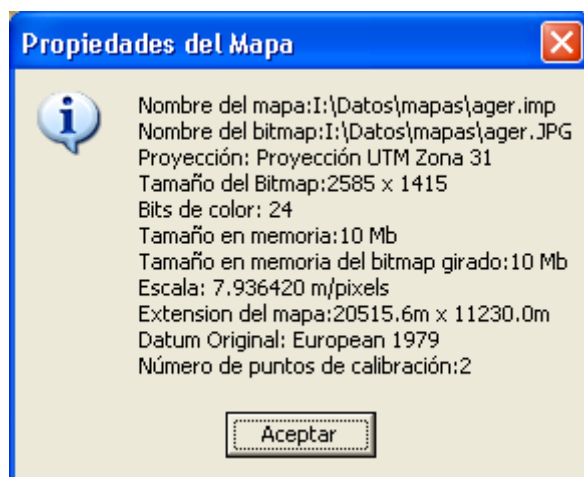 Propiedades del Mapa
Nombre del mapa:I:\Datos\mapas\ager.imp
Nombre del bitmap:I:\Datos\mapas\ager.JPG
Proyección: Proyección UTM Zona 31
Tamaño del Bitmap:2585 x 1415
Bits de color: 24
Tamaño en memoria:10 Mb
Tamaño en memoria del bitmap girado:10 Mb
Escala: 7.936420 m/pixels
Extension del mapa:20515.6m x 11230.0m
Datum Original: European 1979
Número de puntos de calibración:2
Aceptar